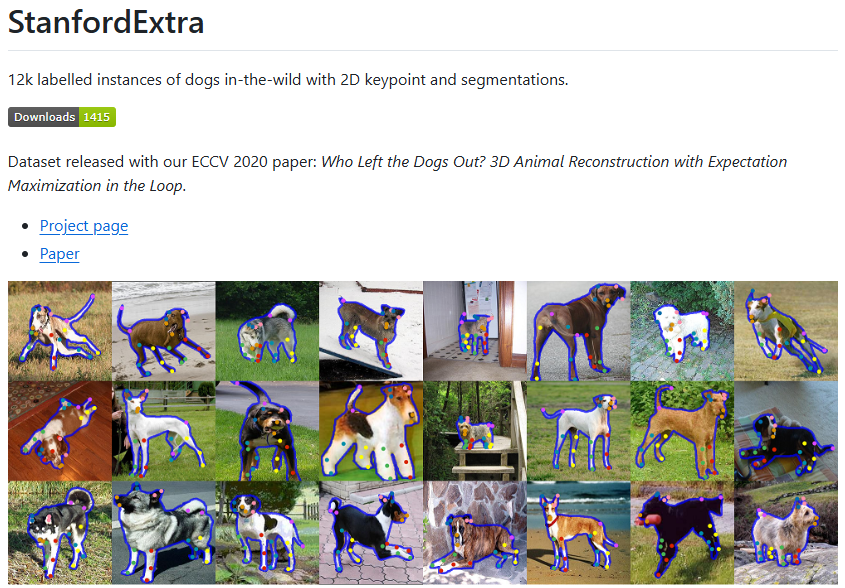 StanfordExtra
12k labelled instances of dogs in-the-wild with 2D keypoint and segmentations.
Downloads 1415
Dataset released with our ECCV 2020 paper: Who Left the Dogs Out? 3D Animal Reconstruction with Expectation
Maximization in the Loop.
Project page
Paper